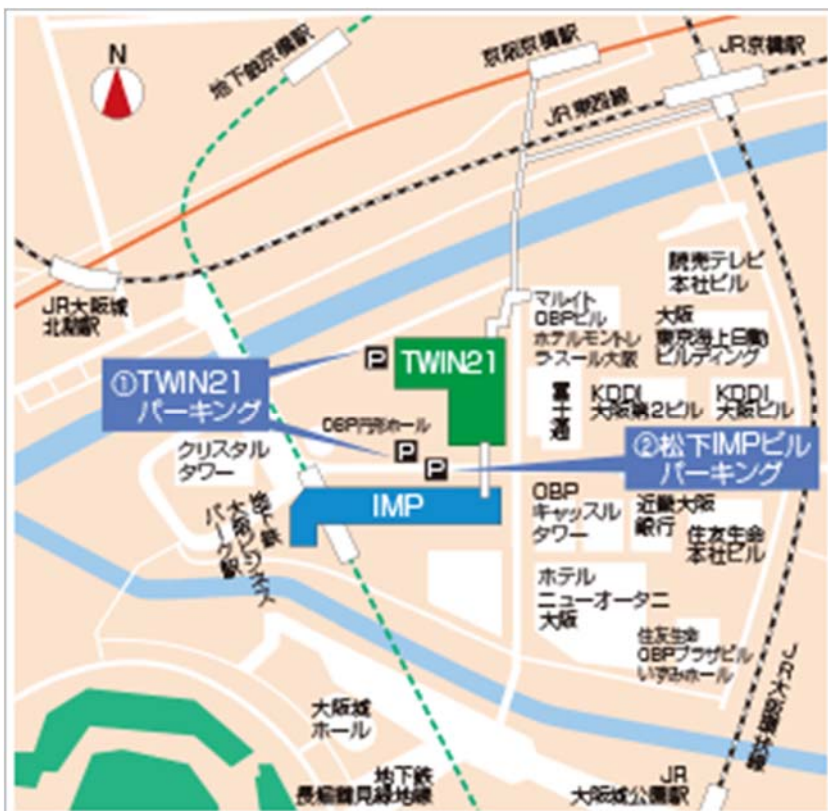 N
地下鉄京橋駅
京阪京橋駅
JR京橋駅
JR東西線
JR大阪城
北詰駅
読売テレビ
本社ビル
マルイト
OBPビル
ホテルモントレ
ラ・スール大阪
大阪
東京海上日動
ビルディング
P
TWIN21
①TWIN21
パーキング
富士通
KDDI
大阪第2ビル
KDDI
大阪ビル
OBP円形ホール
クリスタル
タワー
P
P
②松下IMPビル
パーキング
IMP
地下鉄
大阪ビジネス
パーク駅
OBP
キャッスル
タワー
近畿大阪
銀行
住友生命
本社ビル
ホテル
ニューオータニ
大阪
住友生命
OBPプラザビル
いずみホール
JR大阪環状線
大阪城
ホール
地下鉄
長堀鶴見緑地線
JR
大阪城公園駅